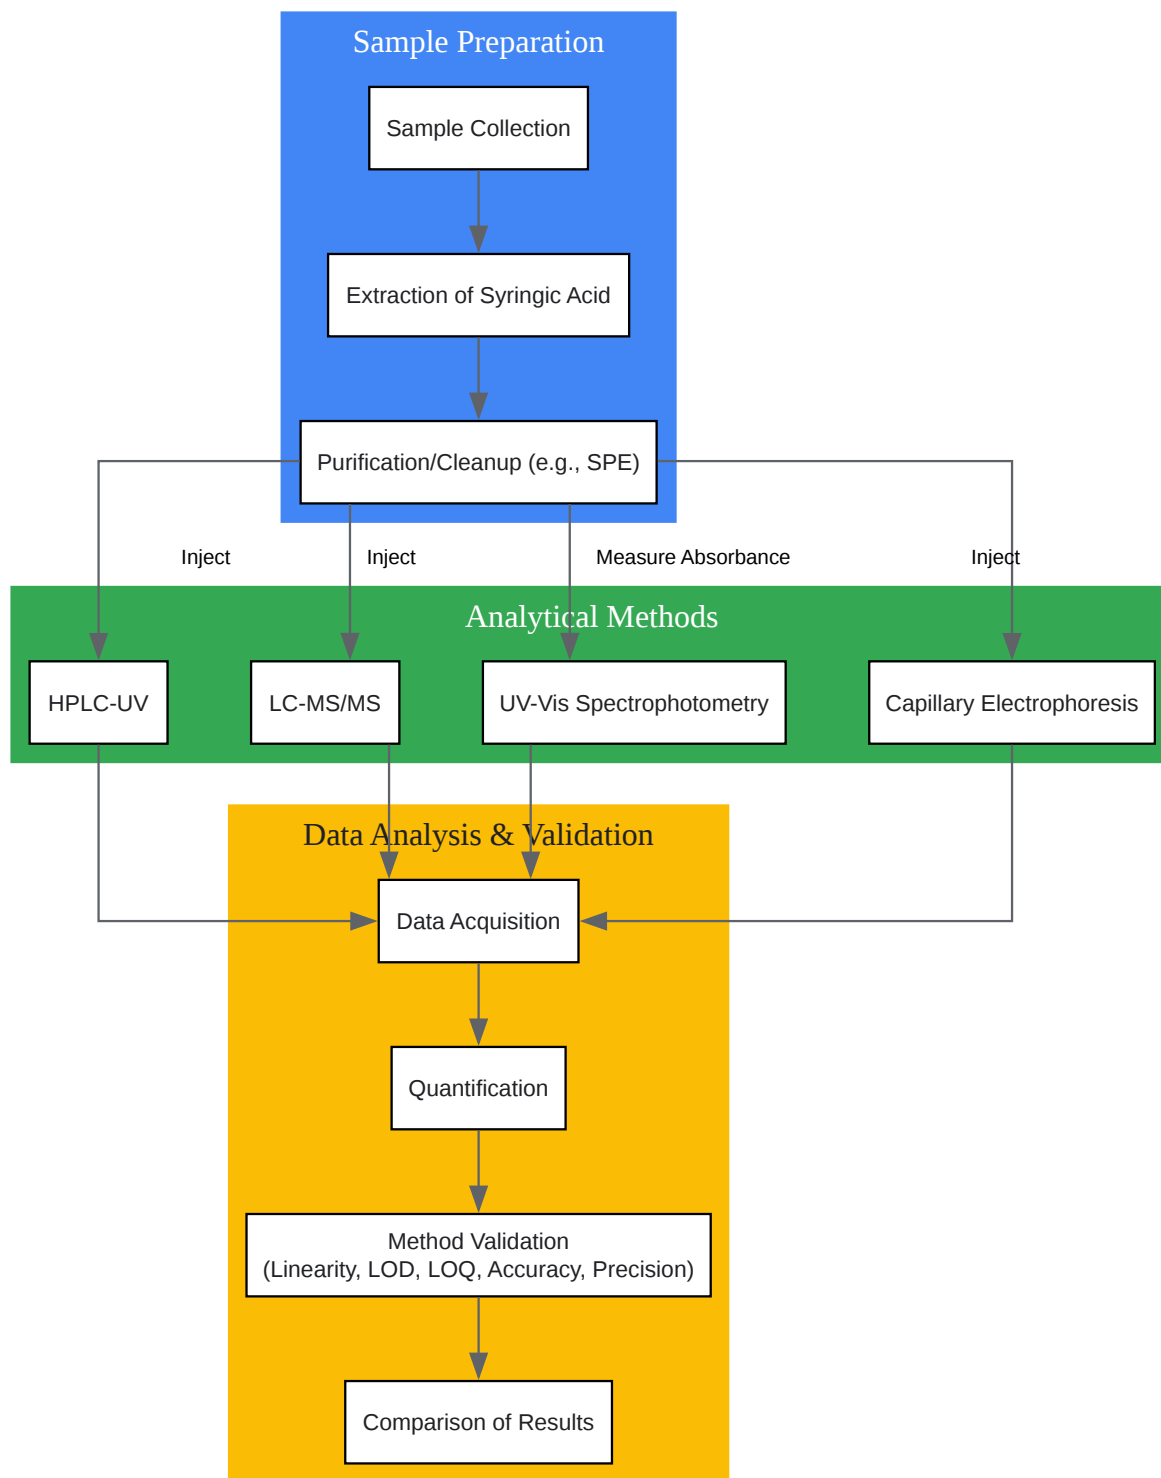 Sample Preparation
Sample Collection
Extraction of Syringic Acid
Purification/Cleanup (e.g., SPE)
Inject
Inject
Measure Absorbance
Inject
Analytical Methods
HPLC-UV
LC-MS/MS
UV-Vis Spectrophotometry
Capillary Electrophoresis
Data Analysis & Validation
Data Acquisition
Quantification
Method Validation
(Linearity, LOD, LOQ, Accuracy, Precision)
Comparison of Results